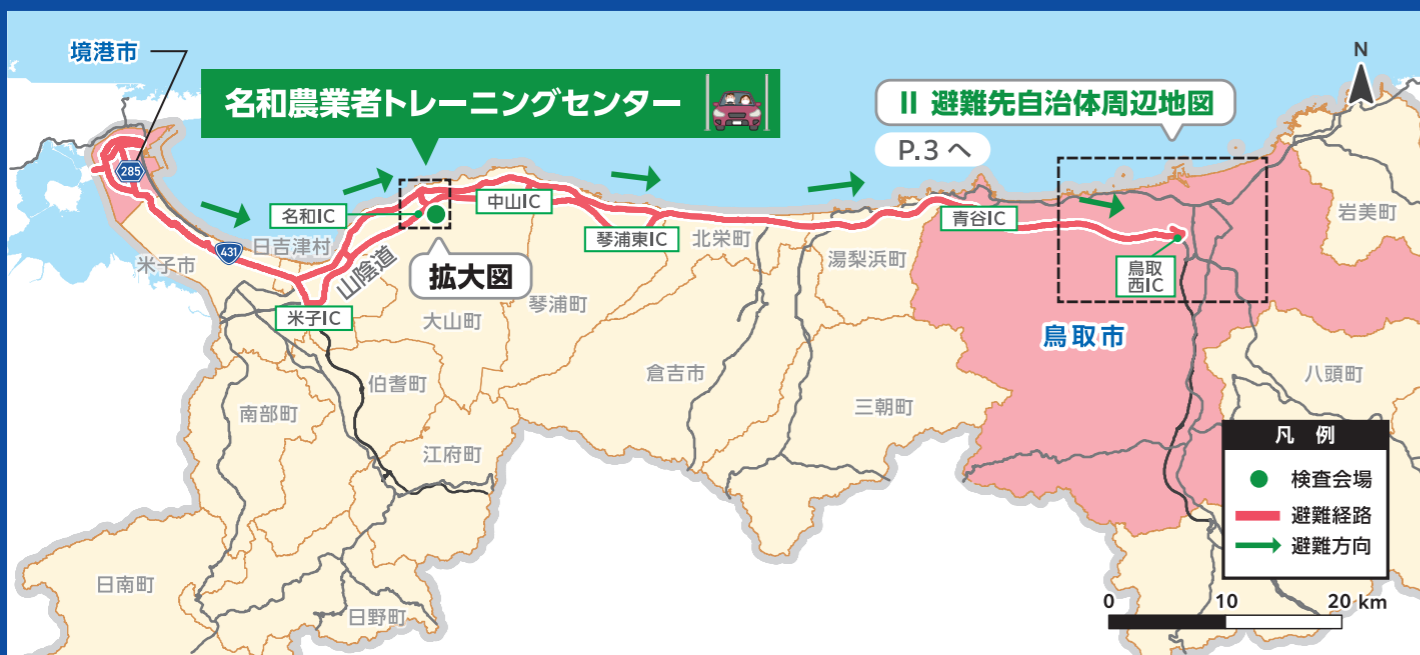 境港市
名和農業者トレーニングセンター
II 避難先自治体周辺地図
P.3 へ
N
285
名和IC
中山IC
琴浦東IC
北栄町
青谷IC
岩美町
431
日吉津村
米子市
山陰道
拡大図
湯梨浜町
鳥取
西IC
米子IC
大山町
琴浦町
鳥取市
倉吉市
伯耆町
三朝町
八頭町
南部町
江府町
日南町
日野町
凡 例
検査会場
避難経路
避難方向
0 10 20 km